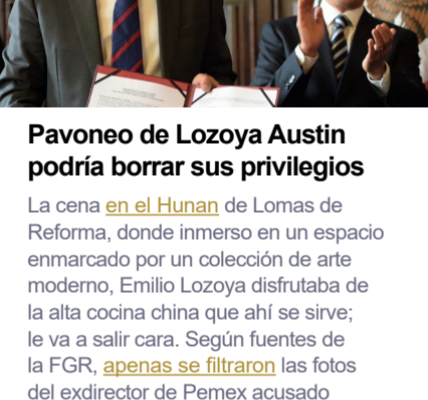 Pavoneo de Lozoya Austin
podría borrar sus privilegios
La cena en el Hunan de Lomas de
Reforma, donde inmerso en un espacio
enmarcado por un colección de arte
moderno, Emilio Lozoya disfrutaba de
la alta cocina china que ahí se sirve;
le va a salir cara. Según fuentes de
la FGR, apenas se filtraron las fotos
del exdirector de Pemex acusado